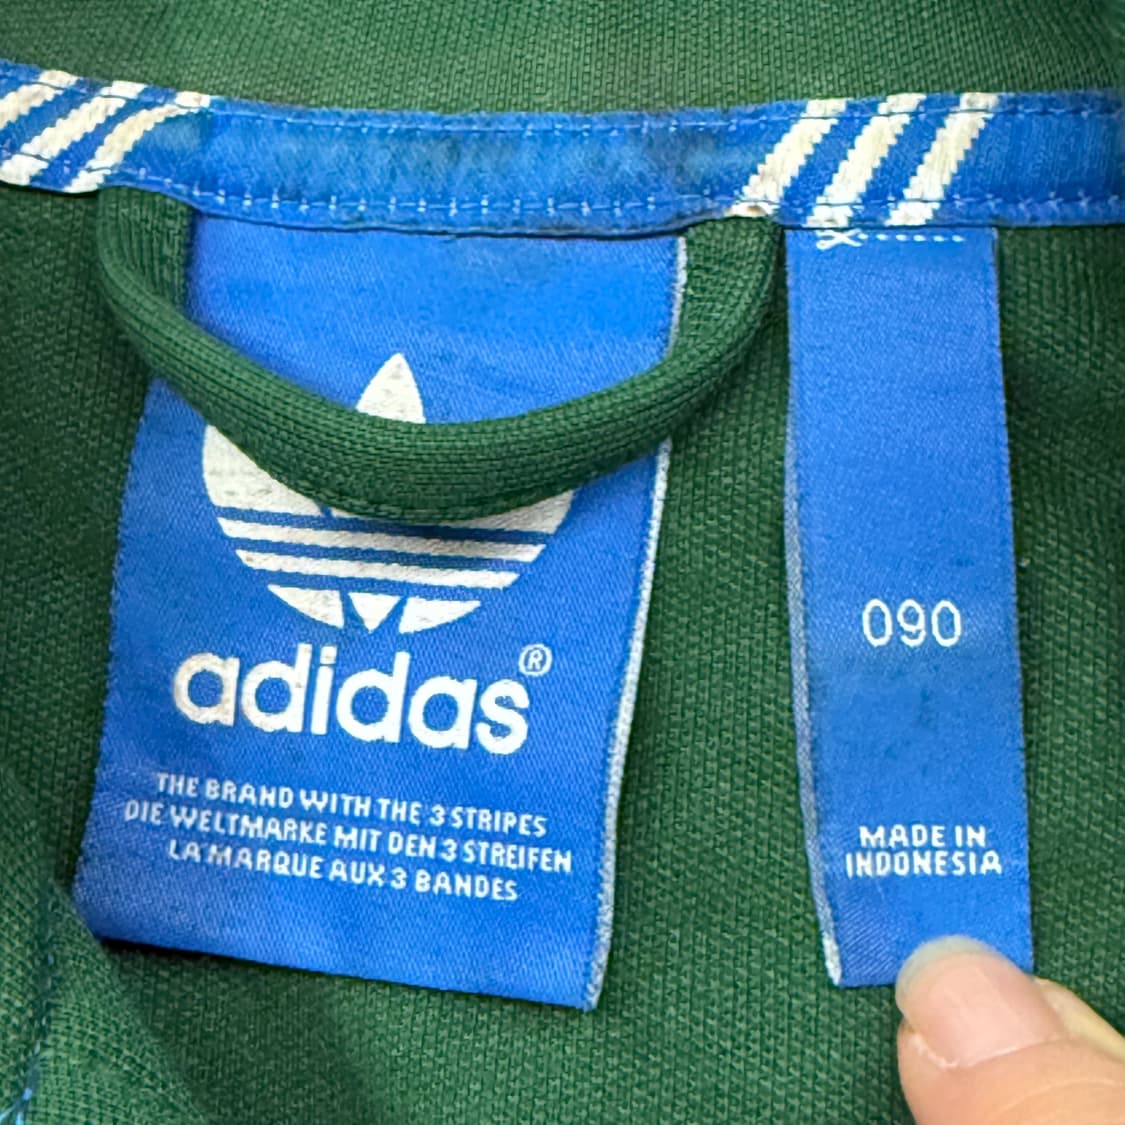 adidas®
THE BRAND WITH THE 3 STRIPES
DIE WELTMARKE MIT DEN 3 STREIFEN
LA MARQUE AUX 3 BANDES
090
MADE IN
INDONESIA